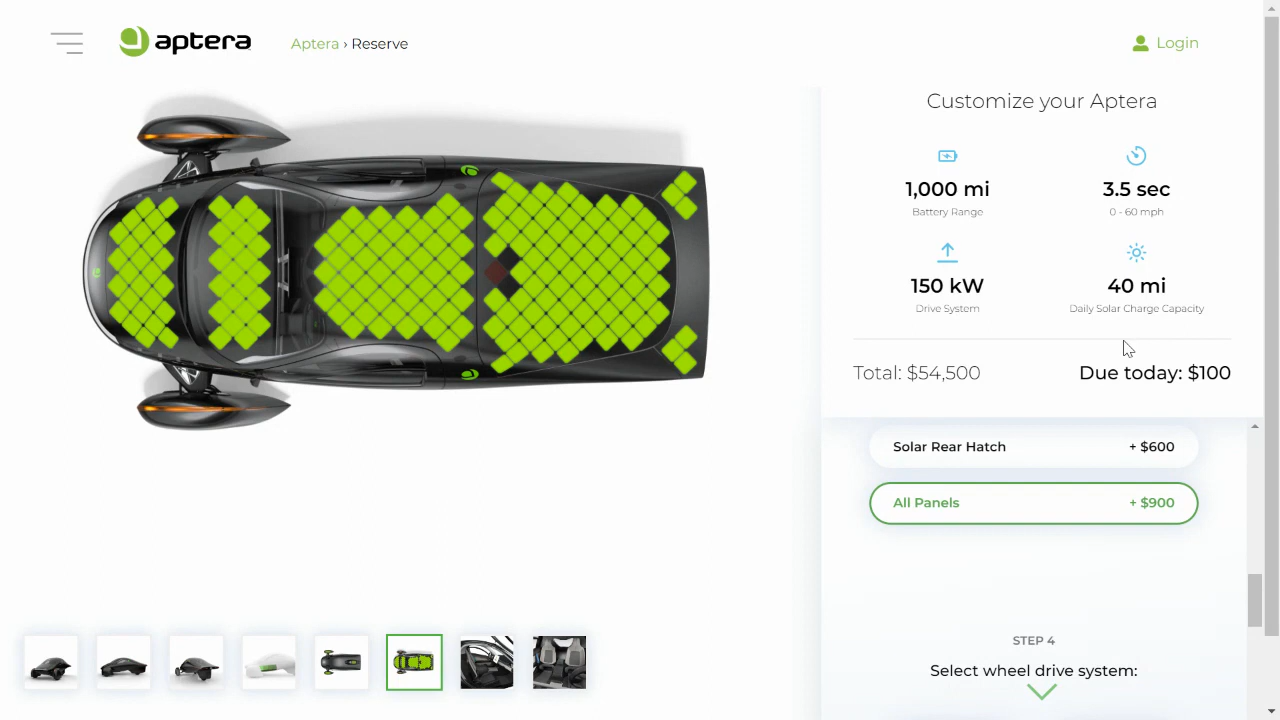 aptera
Aptera › Reserve
Login
Customize your Aptera
1,000 mi
Battery Range
3.5 sec
0 - 60 mph
150 kW
Drive System
40 mi
Daily Solar Charge Capacity
Total: $54,500
Due today: $100
Solar Rear Hatch + $600
All Panels + $900
STEP 4
Select wheel drive system: